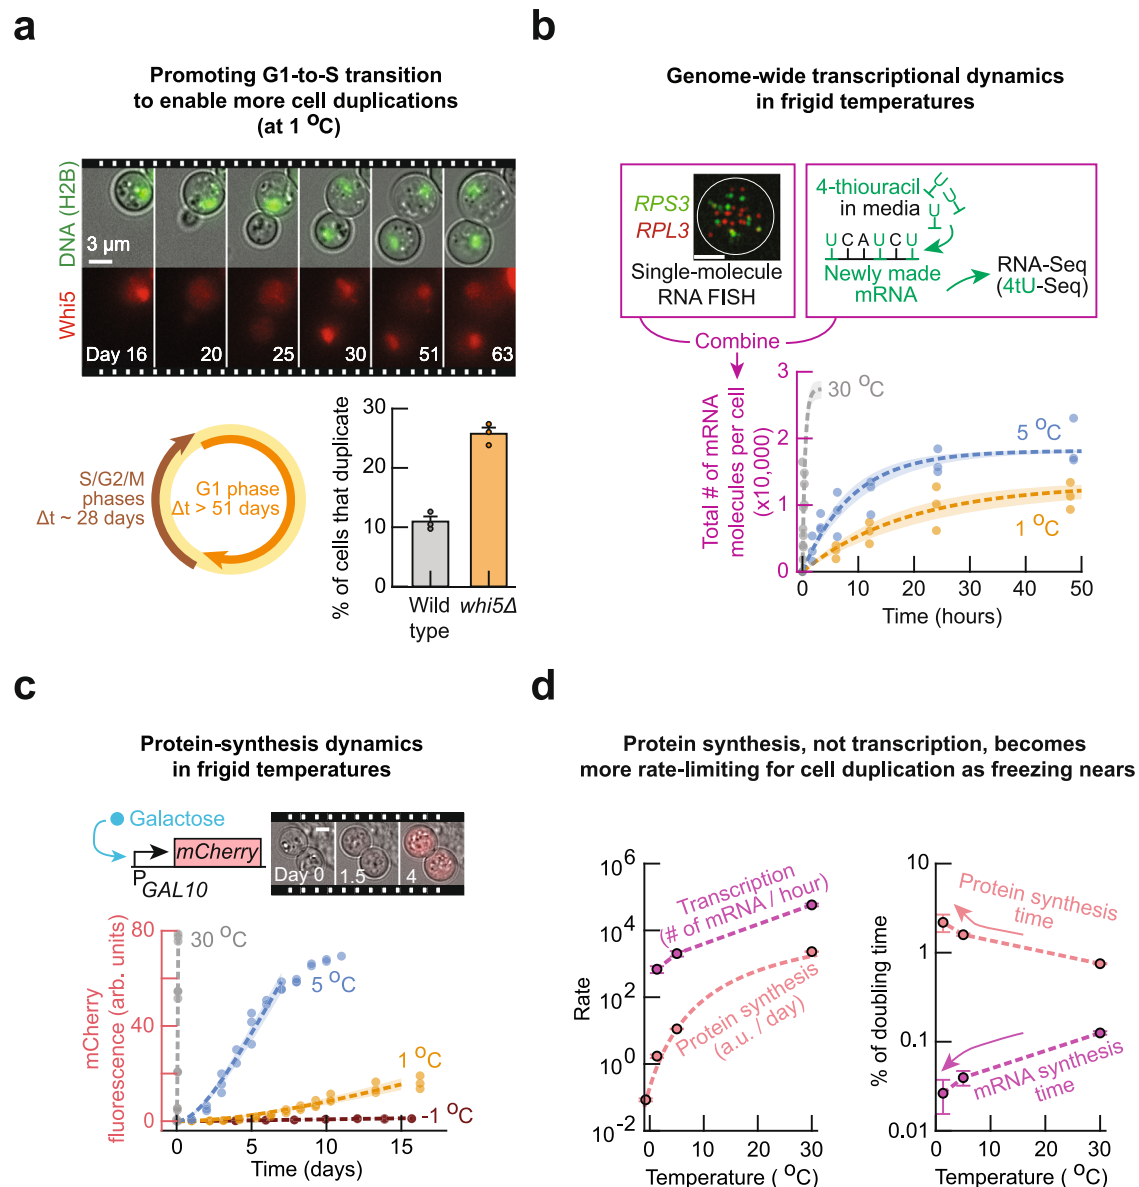 a
Promoting G1-to-S transition
to enable more cell duplications
(at 1 °C)
DNA (H2B)
3 µm
Whi5
Day 16
20
25
30
51
63
S/G2/M
phases
Δt ~ 28 days
G1 phase
Δt > 51 days
% of cells that duplicate
30
20
10
0
Wild
type
whi5Δ
b
Genome-wide transcriptional dynamics
in frigid temperatures
RPS3
RPL3
Single-molecule
RNA FISH
4-thiouracil
in media
U
U
U
U C A U C U
Newly made
mRNA
RNA-Seq
(4tU-Seq)
Combine
Total # of mRNA
molecules per cell
(x10,000)
3
2
1
0
30 °C
5 °C
1 °C
0 10 20 30 40 50
Time (hours)
c
Protein-synthesis dynamics
in frigid temperatures
Galactose
mCherry
PGAL10
Day 0
1.5
4
mCherry
fluorescence (arb. units)
80
40
0
30 °C
5 °C
1 °C
-1 °C
0 5 10 15
Time (days)
d
Protein synthesis, not transcription, becomes
more rate-limiting for cell duplication as freezing nears
Rate
10^6
10^4
10^2
10^0
10^-2
Transcription
(# of mRNA / hour)
Protein synthesis
(a.u. / day)
0 10 20 30
Temperature ( °C)
% of doubling time
10
1
0.1
0.01
Protein synthesis
time
mRNA synthesis
time
0 10 20 30
Temperature ( °C)